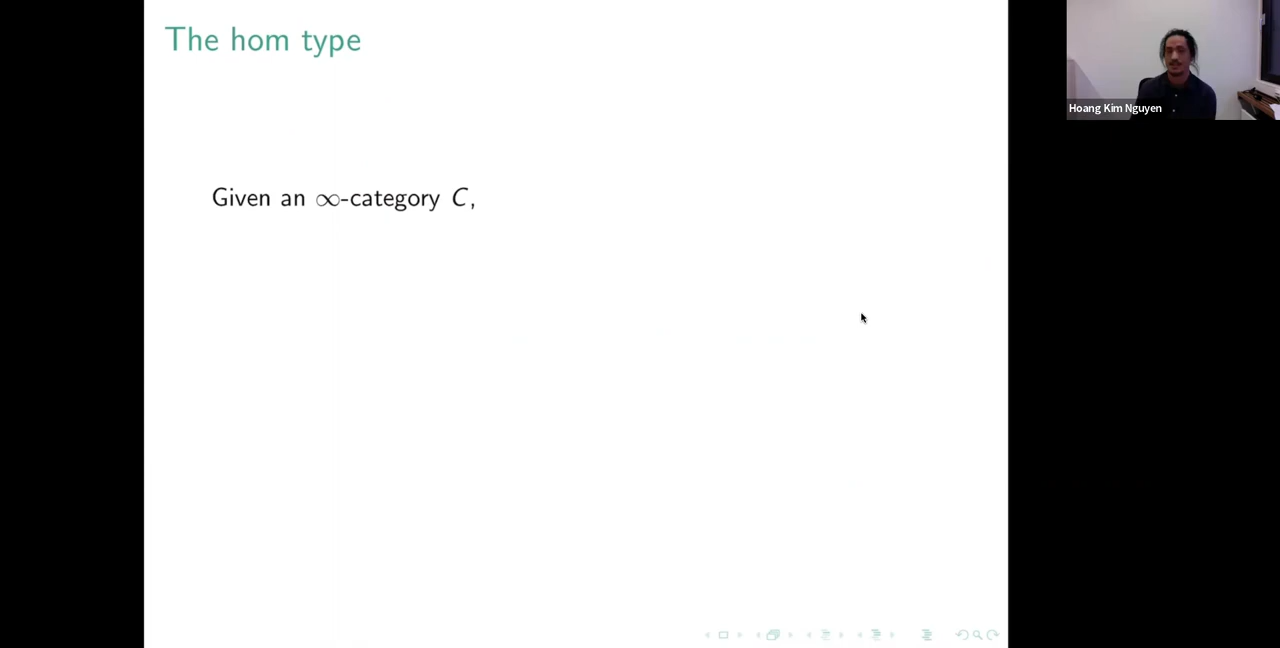 The hom type
Given an ∞-category C,
Hoang Kim Nguyen